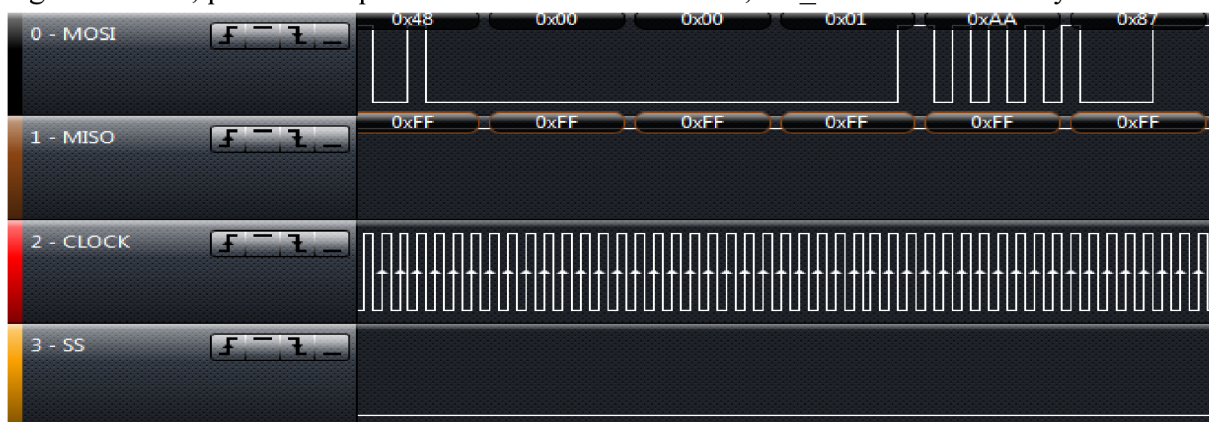 0 - MOSI
0x48 0x00 0x00 0x01 0xAA 0x87
1 - MISO
0xFF 0xFF 0xFF 0xFF 0xFF 0xFF
2 - CLOCK
3 - SS